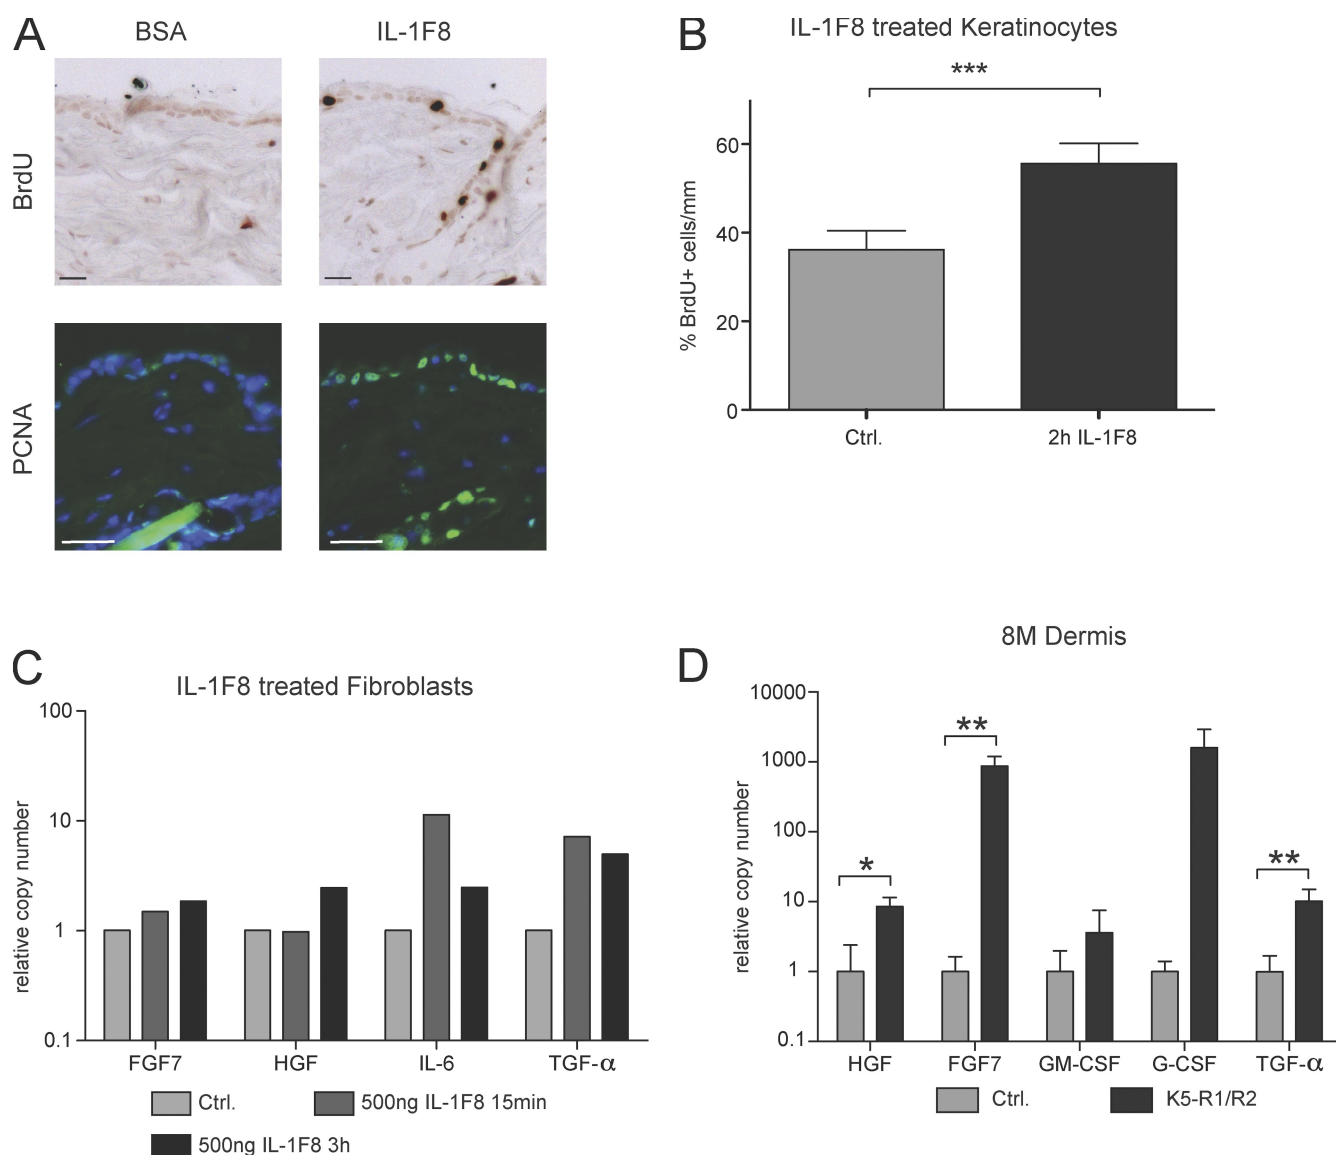 A
BSA
IL-1F8
BrdU
PCNA
B
IL-1F8 treated Keratinocytes
***
% BrdU+ cells/mm
60
40
20
0
Ctrl.
2h IL-1F8
C
IL-1F8 treated Fibroblasts
relative copy number
100
10
1
0.1
FGF7
HGF
IL-6
TGF-α
Ctrl.
500ng IL-1F8 15min
500ng IL-1F8 3h
D
8M Dermis
relative copy number
10000
1000
100
10
1
0.1
*
**
**
HGF
FGF7
GM-CSF
G-CSF
TGF-α
Ctrl.
K5-R1/R2